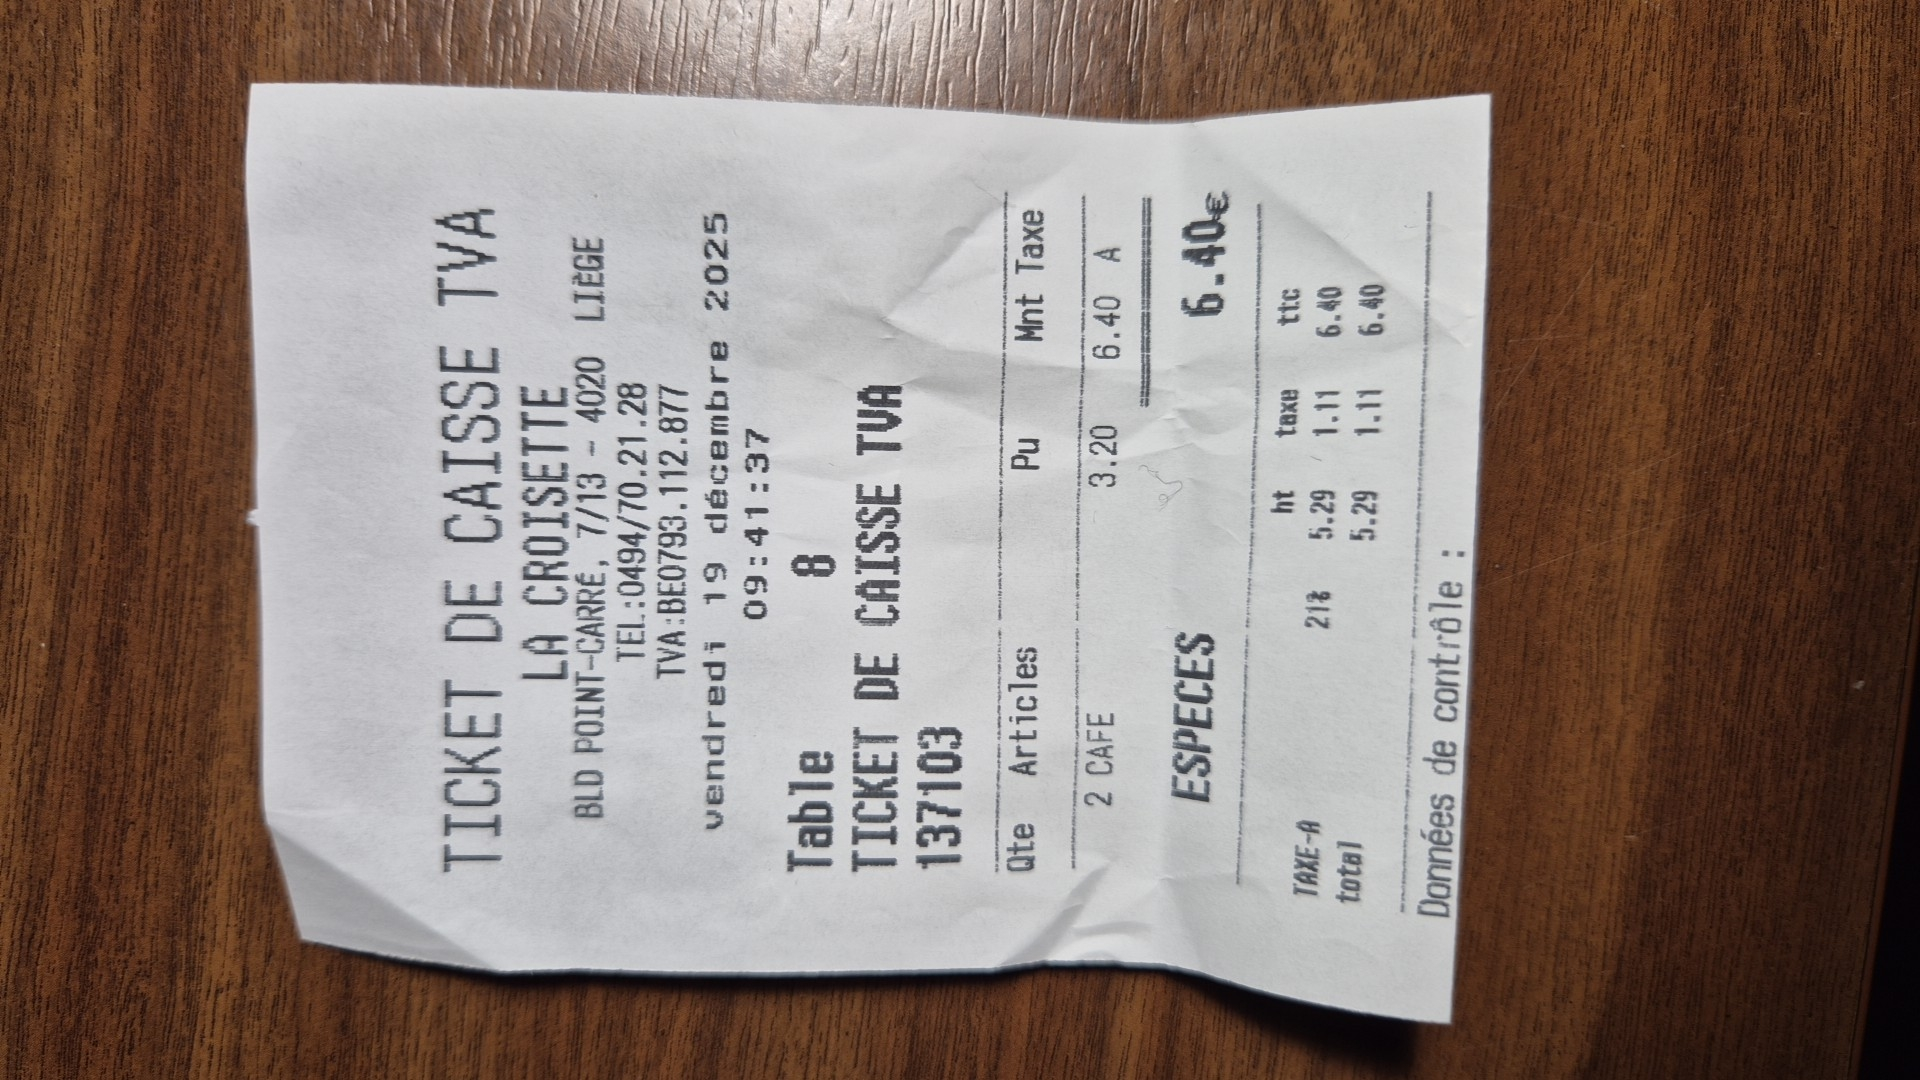 TICKET DE CAISSE TVA
LA CROISETTE
BLD POINT-CARRÉ, 7/13 - 4020 LIÈGE
TEL:0494/70.21.28
TVA:BE0793.112.877
vendredi 19 décembre 2025
09:41:37
Table 8
TICKET DE CAISSE TVA
137103
Qte Articles Pu Mnt Taxe
2 CAFE 3.20 6.40 A
ESPECES 6.40€
ht taxe ttc
TAXE-A 21% 5.29 1.11 6.40
total 5.29 1.11 6.40
Données de contrôle :